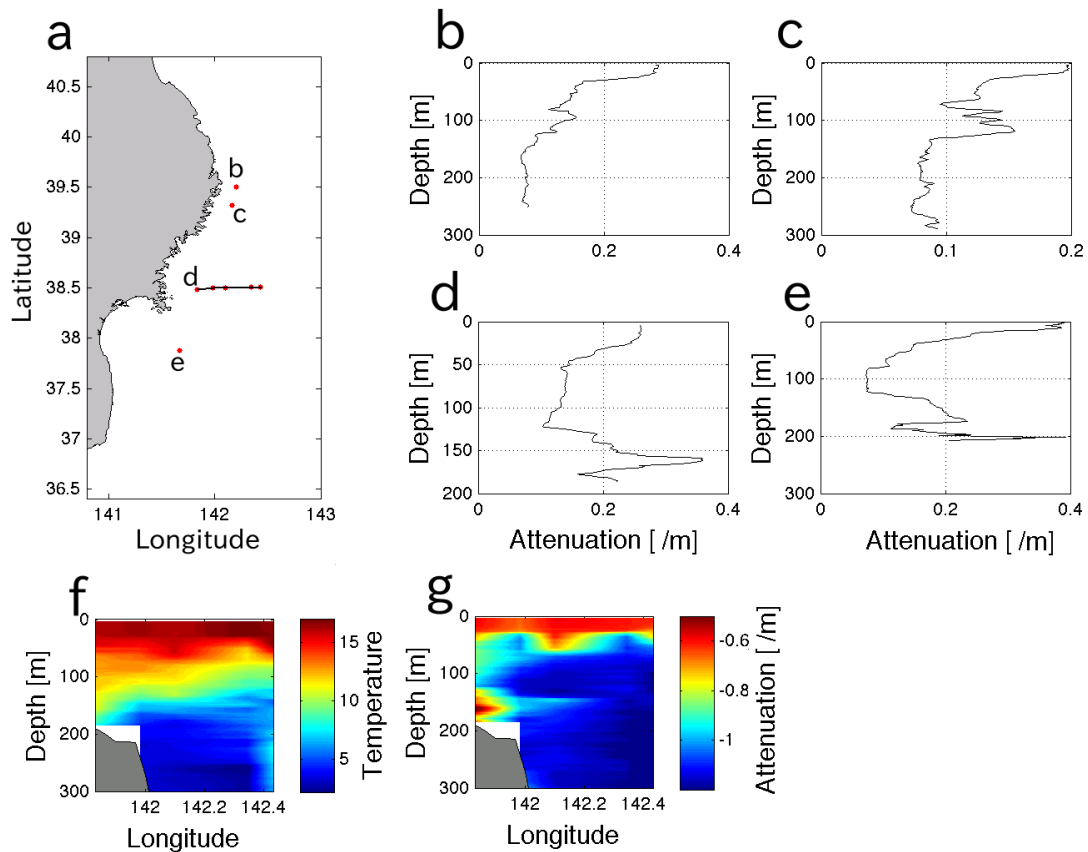 a
40.5
40
39.5
39
38.5
38
37.5
37
36.5
141
142
143
Latitude
Longitude
b
c
d
e
b
0
100
200
300
0
0.2
0.4
Depth [m]
c
0
100
200
300
0
0.1
0.2
Depth [m]
d
0
50
100
150
200
0
0.2
0.4
Depth [m]
Attenuation [ /m]
e
0
100
200
300
0
0.2
0.4
Depth [m]
Attenuation [ /m]
f
0
100
200
300
142
142.2
142.4
Depth [m]
Longitude
15
10
5
Temperature
g
0
100
200
300
142
142.2
142.4
Depth [m]
Longitude
-0.6
-0.8
-1
Attenuation [ /m]